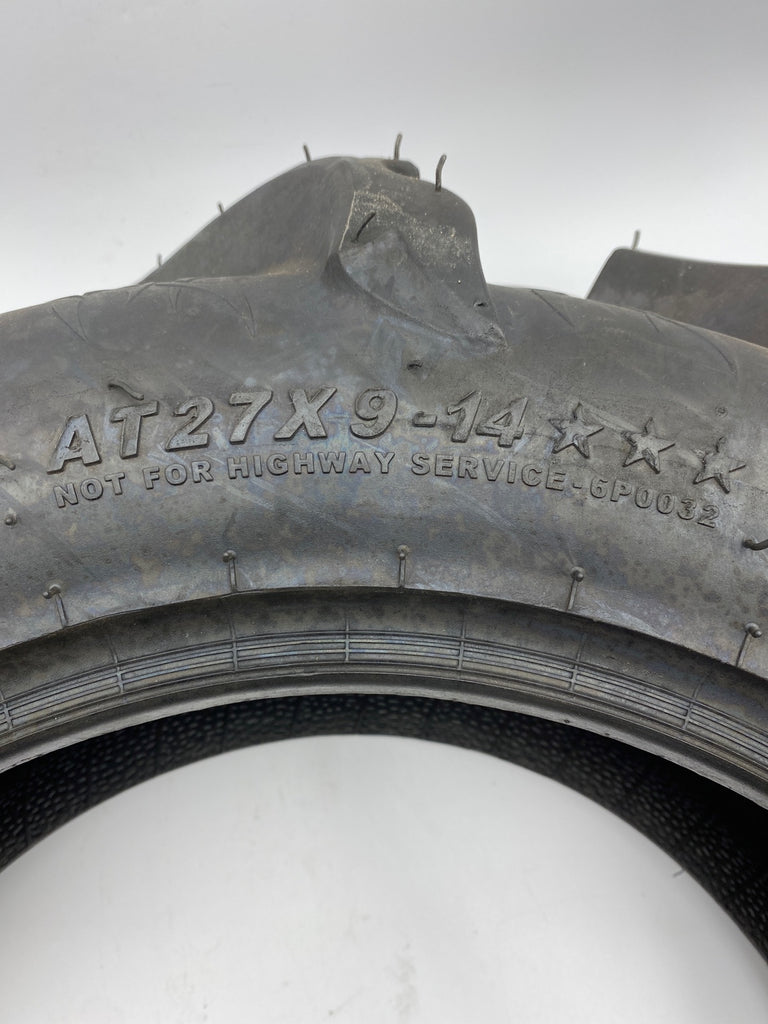 AT27X9-14 ☆☆☆
NOT FOR HIGHWAY SERVICE-6P0032